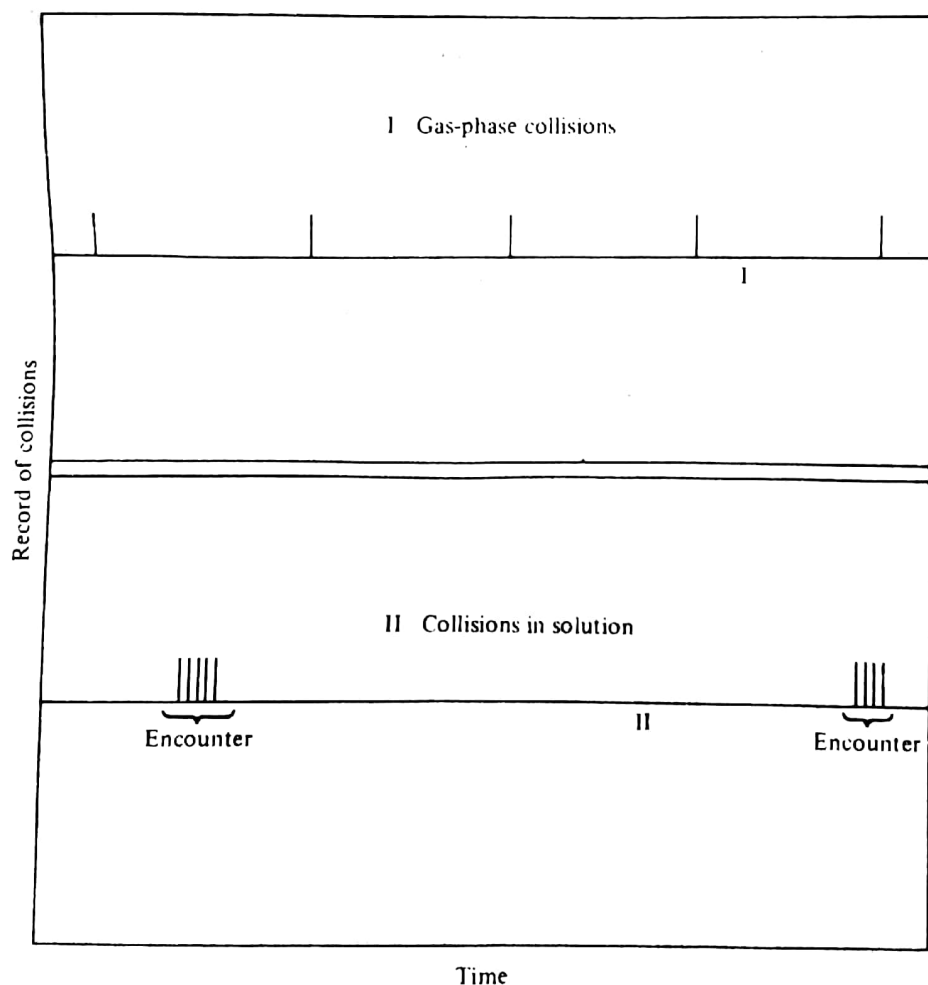 I Gas-phase collisions
I
Record of collisions
II Collisions in solution
Encounter
II
Encounter
Time